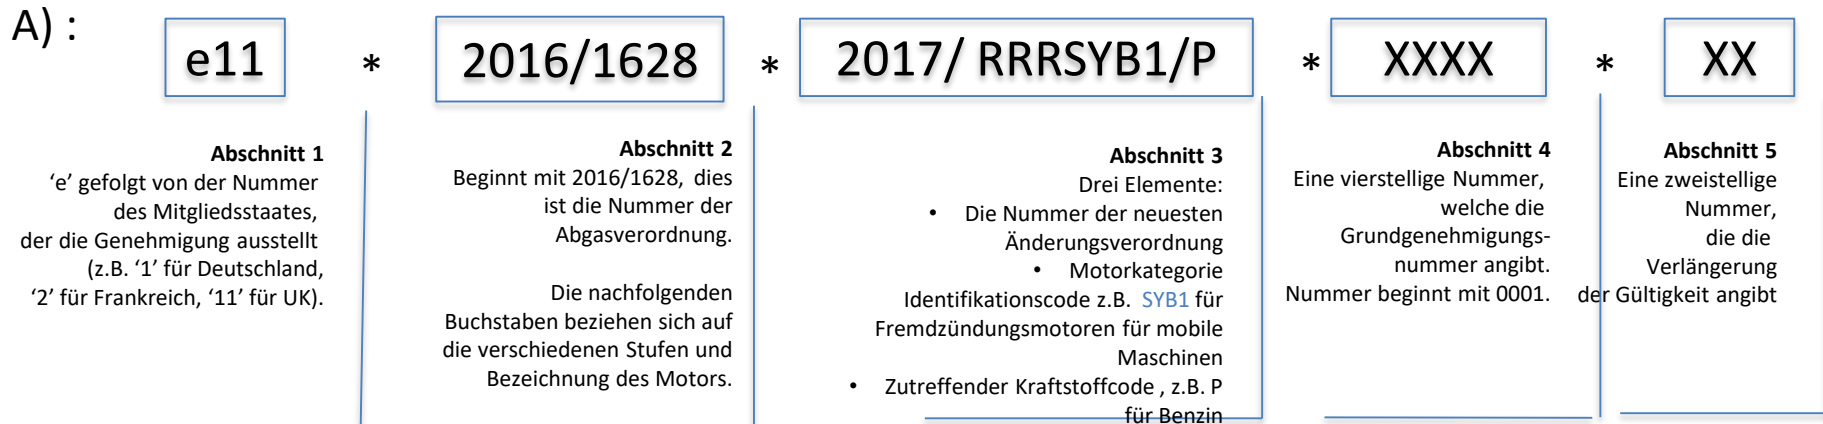 A) :
e11 * 2016/1628 * 2017/ RRRSYB1/P * XXXX * XX
Abschnitt 1
‘e’ gefolgt von der Nummer
des Mitgliedsstaates,
der die Genehmigung ausstellt
(z.B. ‘1’ für Deutschland,
‘2’ für Frankreich, ‘11’ für UK).
Abschnitt 2
Beginnt mit 2016/1628, dies
ist die Nummer der
Abgasverordnung.
Die nachfolgenden
Buchstaben beziehen sich auf
die verschiedenen Stufen und
Bezeichnung des Motors.
Abschnitt 3
Drei Elemente:
• Die Nummer der neuesten
Änderungsverordnung
• Motorkategorie
Identifikationscode z.B. SYB1 für
Fremdzündungsmotoren für mobile
Maschinen
• Zutreffender Kraftstoffcode , z.B. P
für Benzin
Abschnitt 4
Eine vierstellige Nummer,
welche die
Grundgenehmigungs-
nummer angibt.
Nummer beginnt mit 0001.
Abschnitt 5
Eine zweistellige
Nummer,
die die
Verlängerung
der Gültigkeit angibt